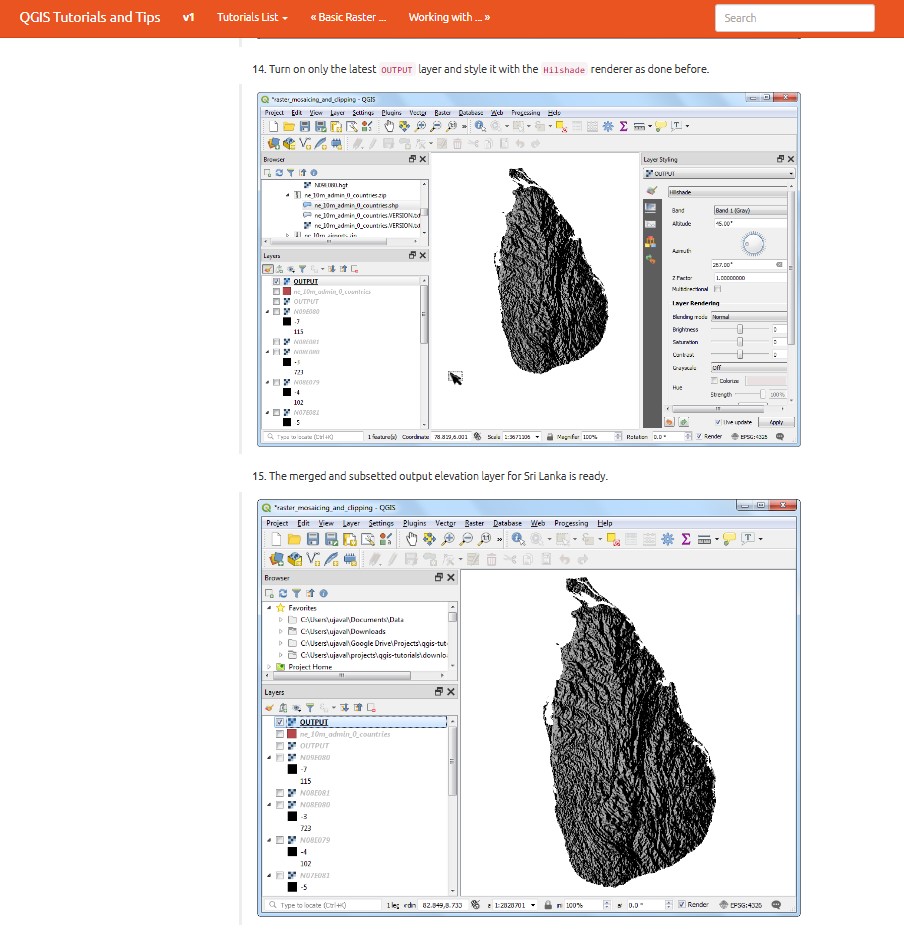 QGIS Tutorials and Tips v1 Tutorials List « Basic Raster ... Working with ... » Search
14. Turn on only the latest OUTPUT layer and style it with the Hilshade renderer as done before.
*raster_mosaicing_and_clipping - QGIS
Project Edit View Layer Settings Plugins Vector Raster Database Web Processing Help
Browser
N09E080.hgt
ne_10m_admin_0_countries.zip
ne_10m_admin_0_countries.shp
ne_10m_admin_0_countries.VERSION.txt
ne_10m_admin_0_countries.VERSION.txt
ne_10m_airports.zip
Layers
OUTPUT
ne_10m_admin_0_countries
OUTPUT
N09E080
-7
115
N08E081
N08E080
-3
723
N08E079
-4
102
N07E081
-5
Layer Styling
OUTPUT
Hillshade
Band Band 1 (Gray)
Altitude 45.00°
Azimuth
267.00°
Z Factor 1.00000000
Multidirectional
Layer Rendering
Blending mode Normal
Brightness 0
Saturation 0
Contrast 0
Grayscale Off
Hue Colorize
Strength 100%
Live update Apply
Type to locate (Ctrl+K) 1 feature(s) Coordinate 78.819,6.001 Scale 1:3671106 Magnifier 100% Rotation 0.0 ° Render EPSG:4326
15. The merged and subsetted output elevation layer for Sri Lanka is ready.
*raster_mosaicing_and_clipping - QGIS
Project Edit View Layer Settings Plugins Vector Raster Database Web Processing Help
Browser
Favorites
C:\Users\ujaval\Documents\Data
C:\Users\ujaval\Downloads
C:\Users\ujaval\Google Drive\Projects\qgis-tut
C:\Users\ujaval\projects\qgis-tutorials\downlo
Project Home
Layers
OUTPUT
ne_10m_admin_0_countries
OUTPUT
N09E080
-7
115
N08E081
N08E080
-3
723
N08E079
-4
102
N07E081
-5
Type to locate (Ctrl+K) 1 leg rdin 82.849,8.733 1:2828701 100% 0.0 ° Render EPSG:4326